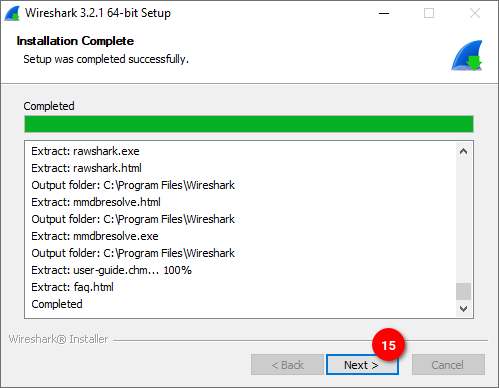 Wireshark 3.2.1 64-bit Setup
Installation Complete
Setup was completed successfully.
Completed
Extract: rawshark.exe
Extract: rawshark.html
Output folder: C:\Program Files\Wireshark
Extract: mmdbresolve.html
Output folder: C:\Program Files\Wireshark
Extract: mmdbresolve.exe
Output folder: C:\Program Files\Wireshark
Extract: user-guide.chm... 100%
Extract: faq.html
Completed
Wireshark® Installer
15
< Back Next > Cancel